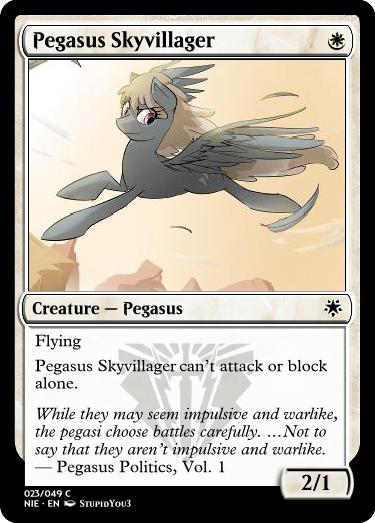 Pegasus Skyvillager
Creature — Pegasus
Flying
Pegasus Skyvillager can't attack or block
alone.
While they may seem impulsive and warlike,
the pegasi choose battles carefully. …Not to
say that they aren't impulsive and warlike.
— Pegasus Politics, Vol. 1
2/1
023/049 C
NIE • EN StupidYou3